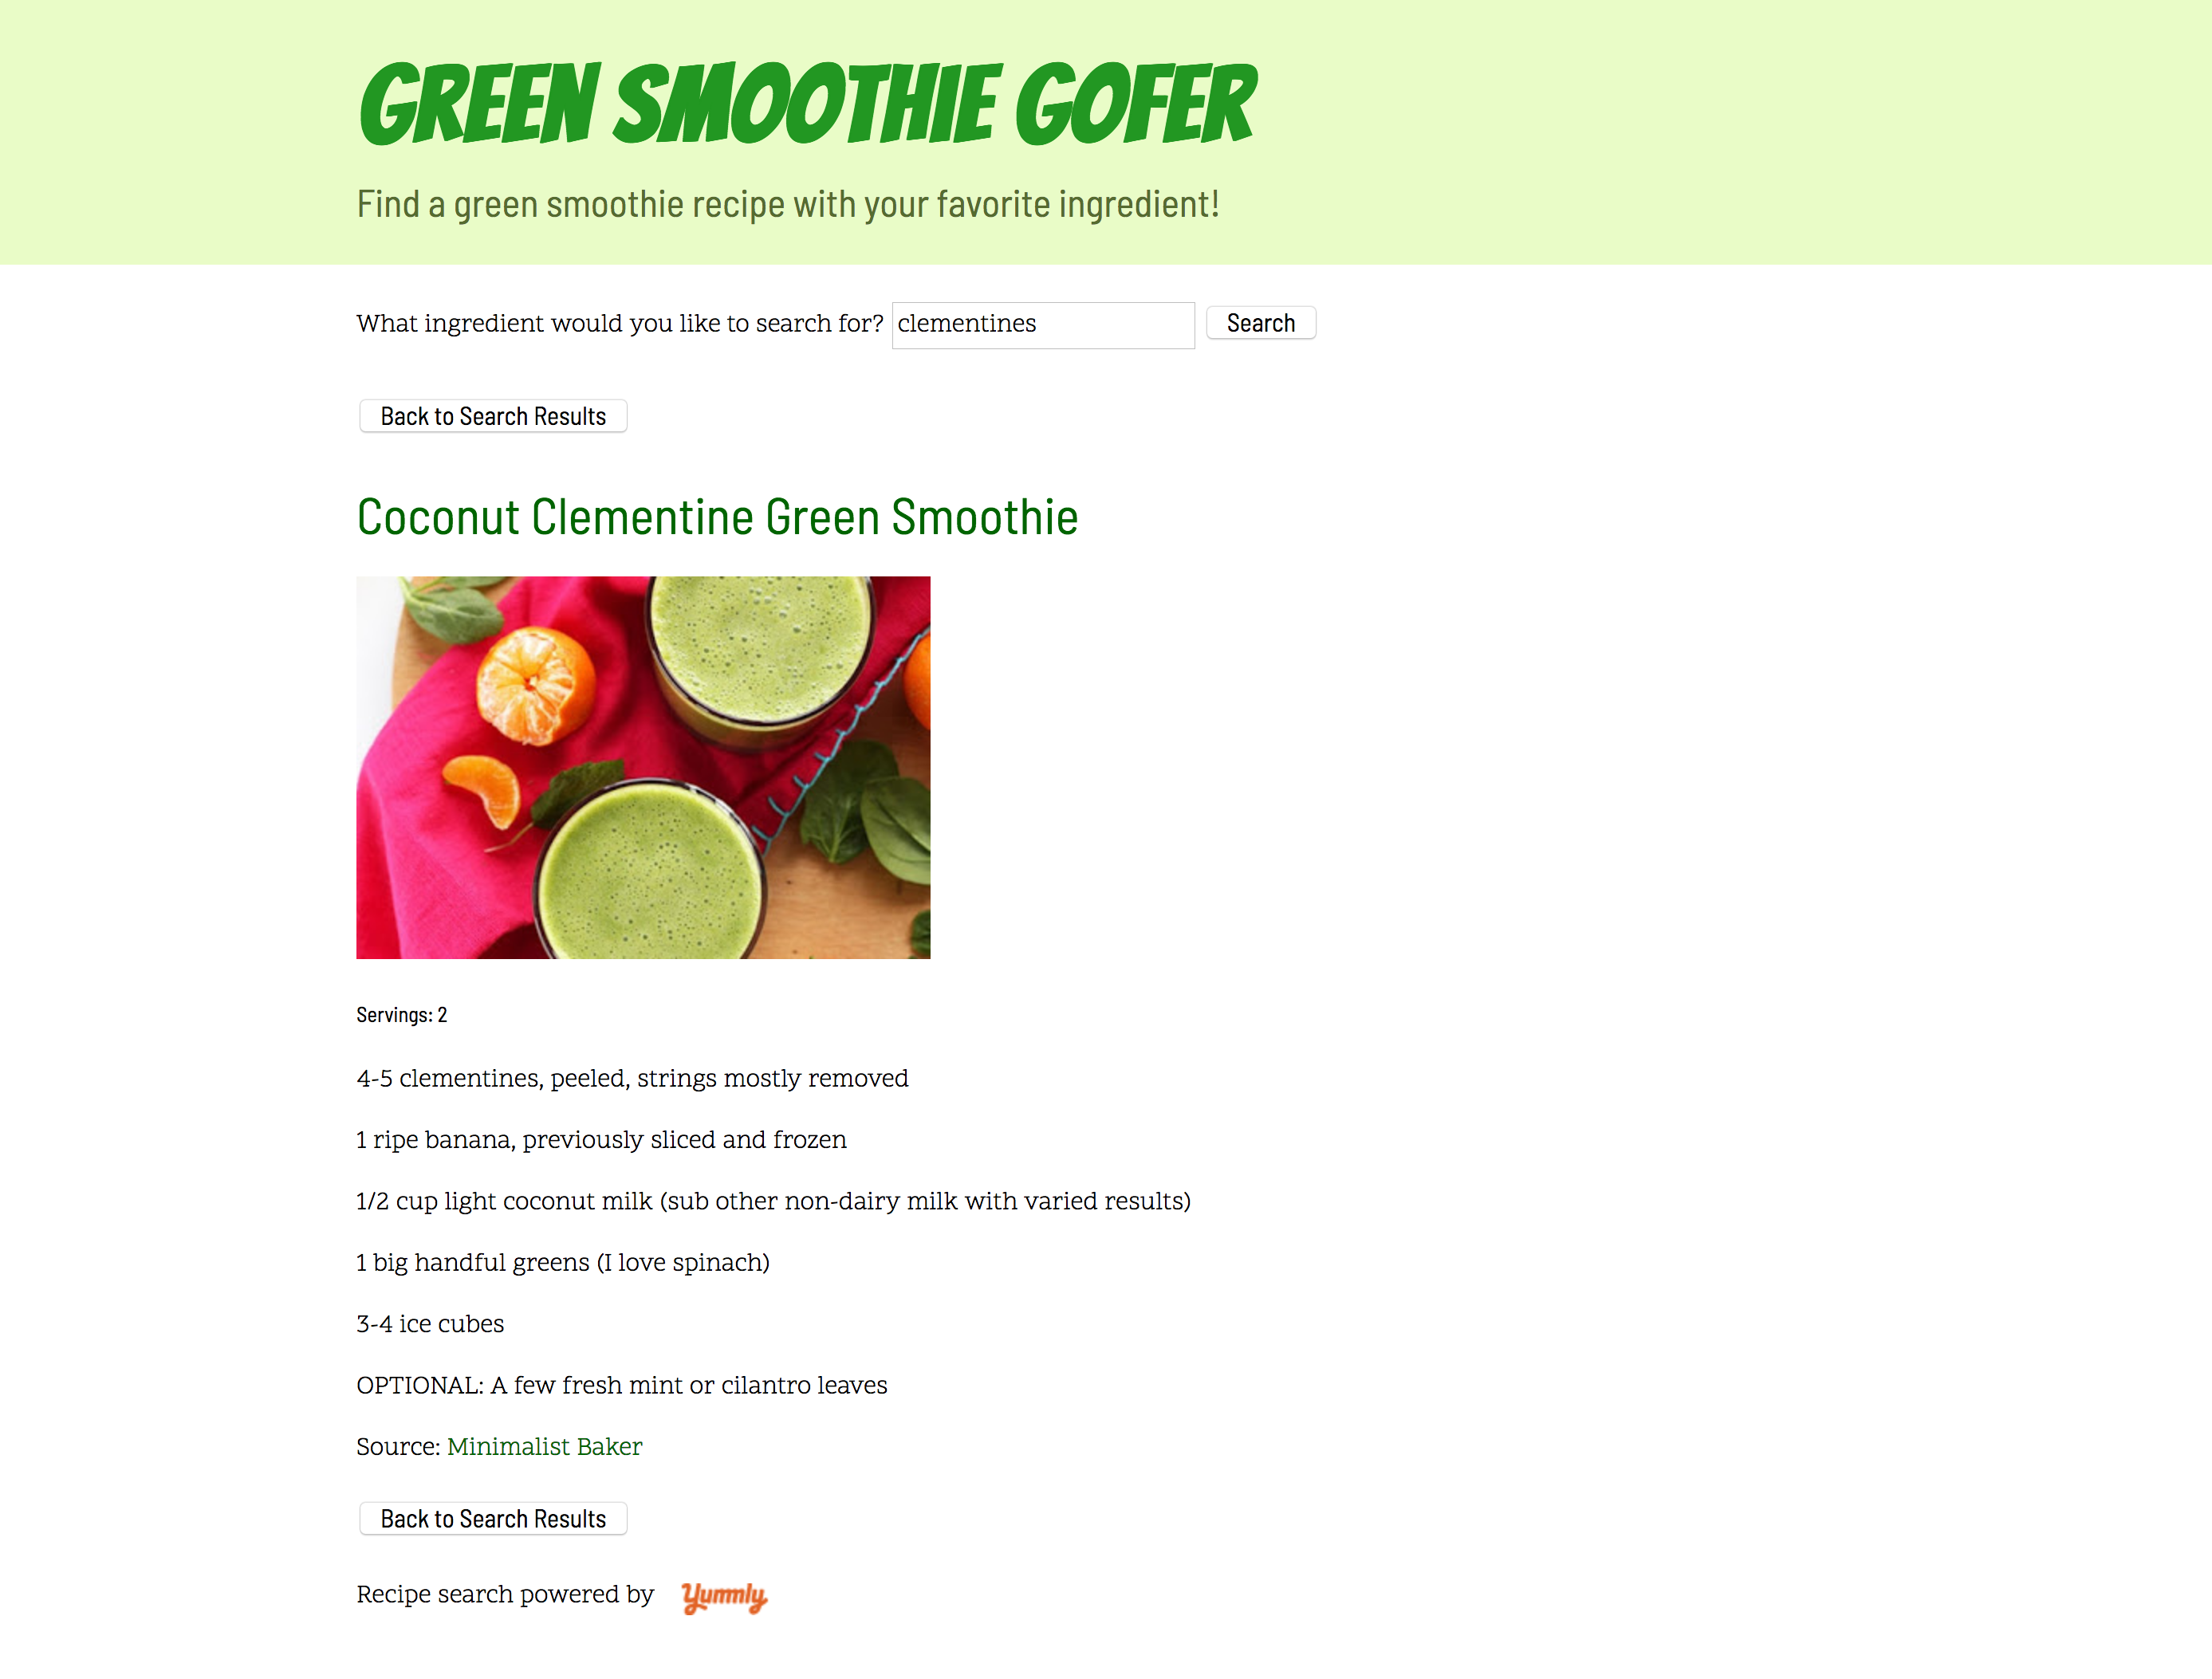 GREEN SMOOTHIE GOFER
Find a green smoothie recipe with your favorite ingredient!
What ingredient would you like to search for? clementines Search
Back to Search Results
Coconut Clementine Green Smoothie
Servings: 2
4-5 clementines, peeled, strings mostly removed
1 ripe banana, previously sliced and frozen
1/2 cup light coconut milk (sub other non-dairy milk with varied results)
1 big handful greens (I love spinach)
3-4 ice cubes
OPTIONAL: A few fresh mint or cilantro leaves
Source: Minimalist Baker
Back to Search Results
Recipe search powered by Yummly